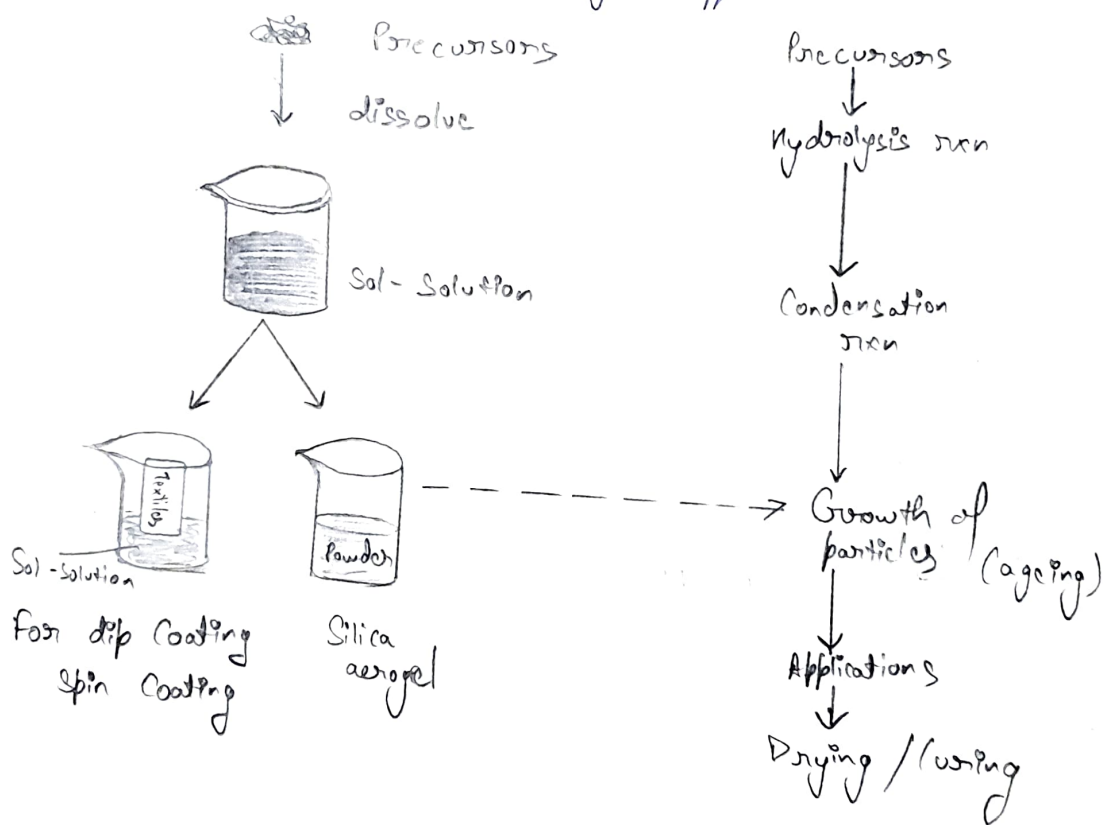 Precursors
dissolve
Sol - Solution
Textiles
Sol - Solution
For dip Coating
Spin Coating
Powder
Silica
aerogel
Precursors
Hydrolysis rxn
Condensation
rxn
Growth of
particles (ageing)
Applications
Drying / Curing